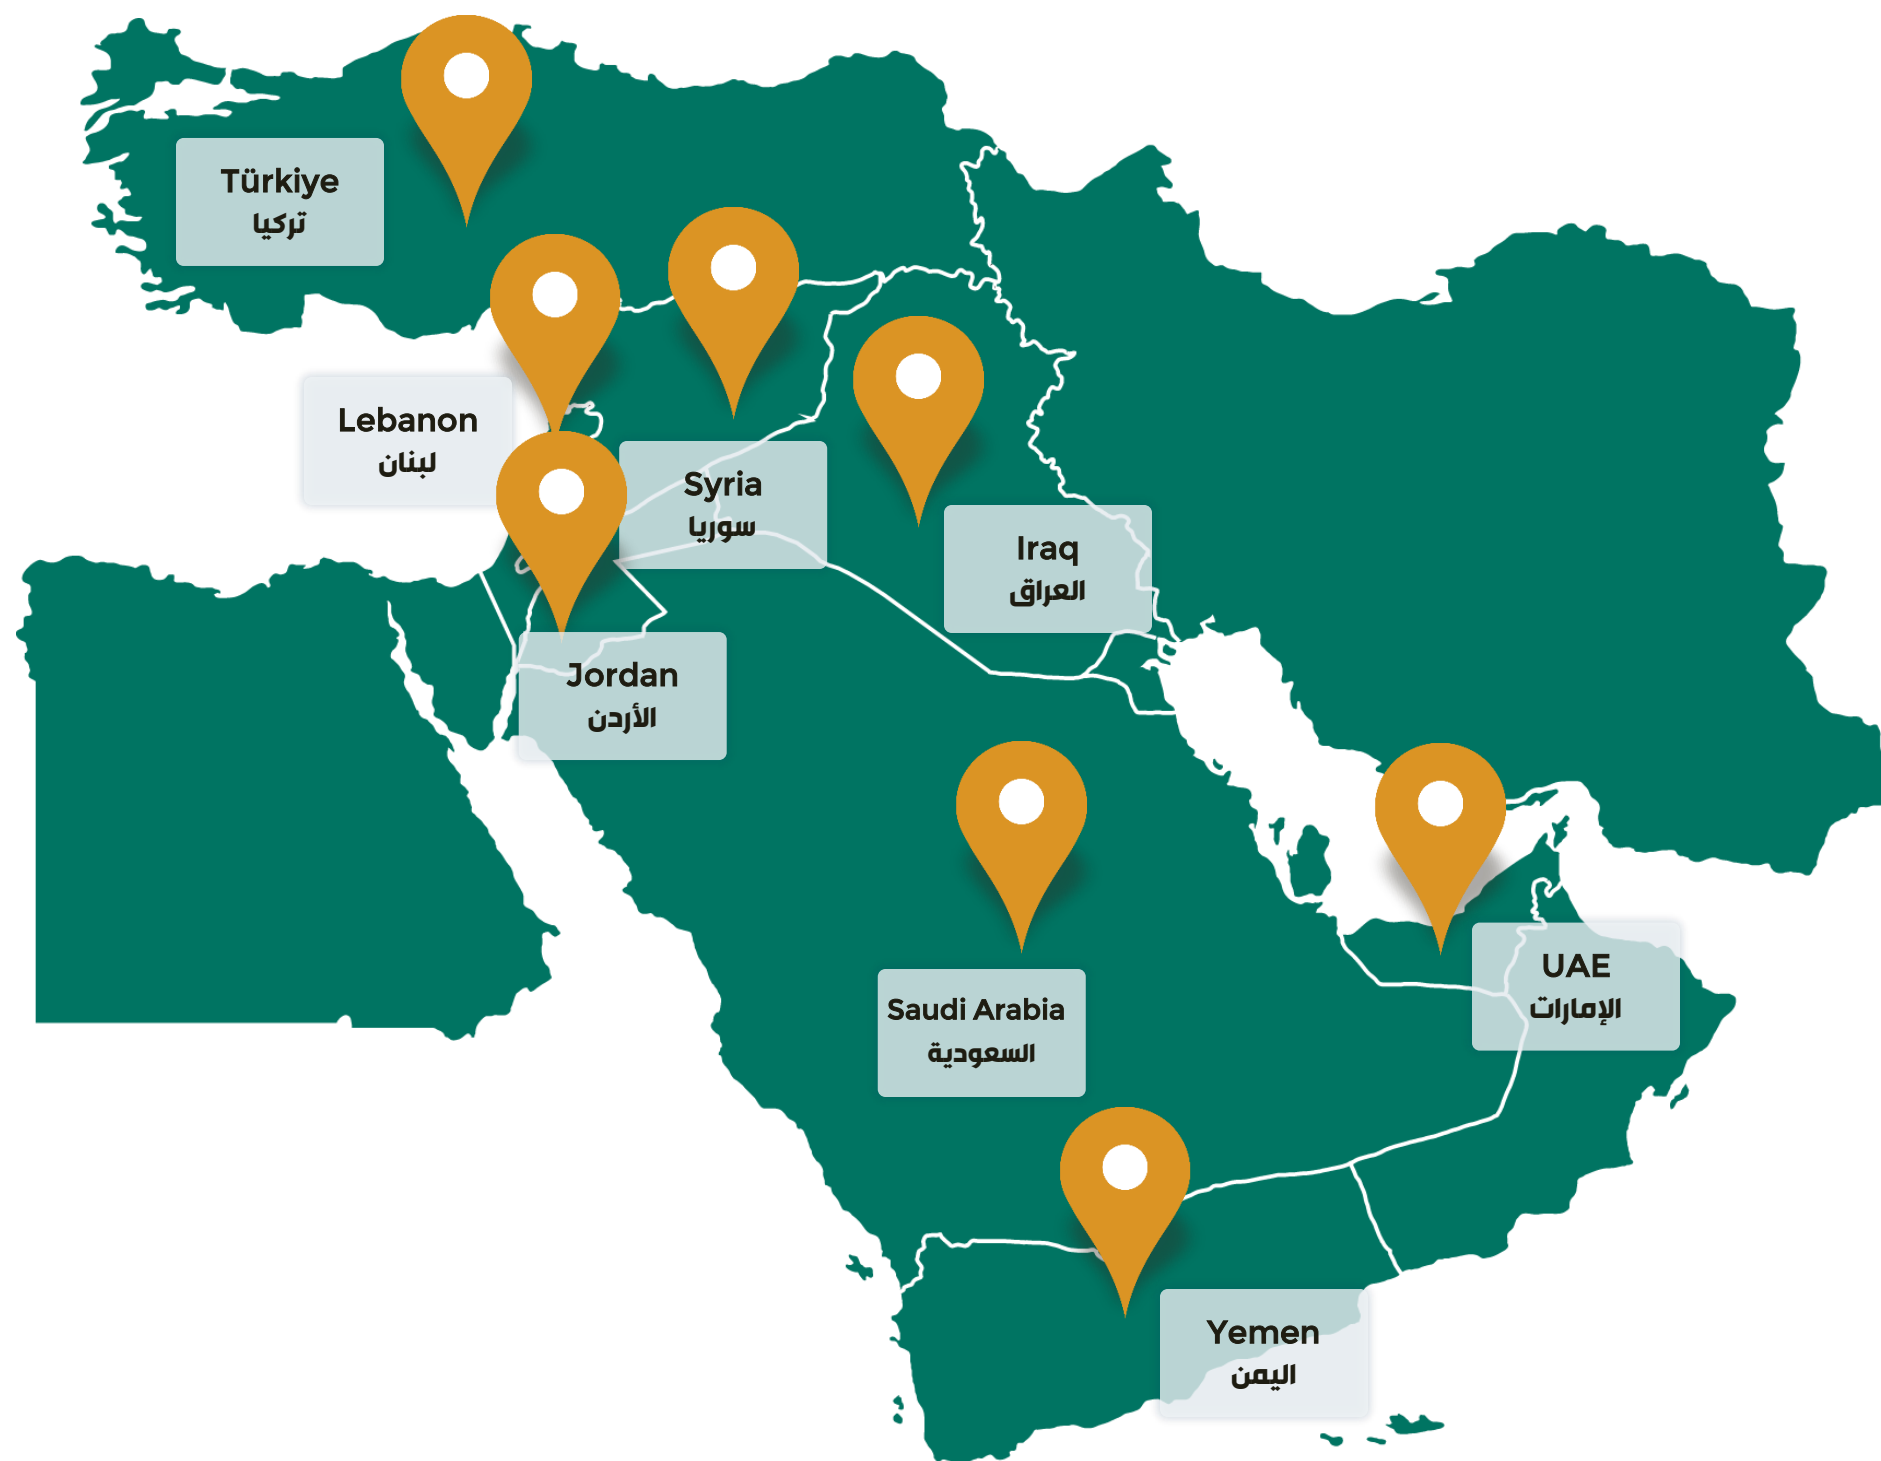 Türkiye
تركيا
Lebanon
لبنان
Syria
سوريا
Iraq
العراق
Jordan
الأردن
Saudi Arabia
السعودية
UAE
الإمارات
Yemen
اليمن